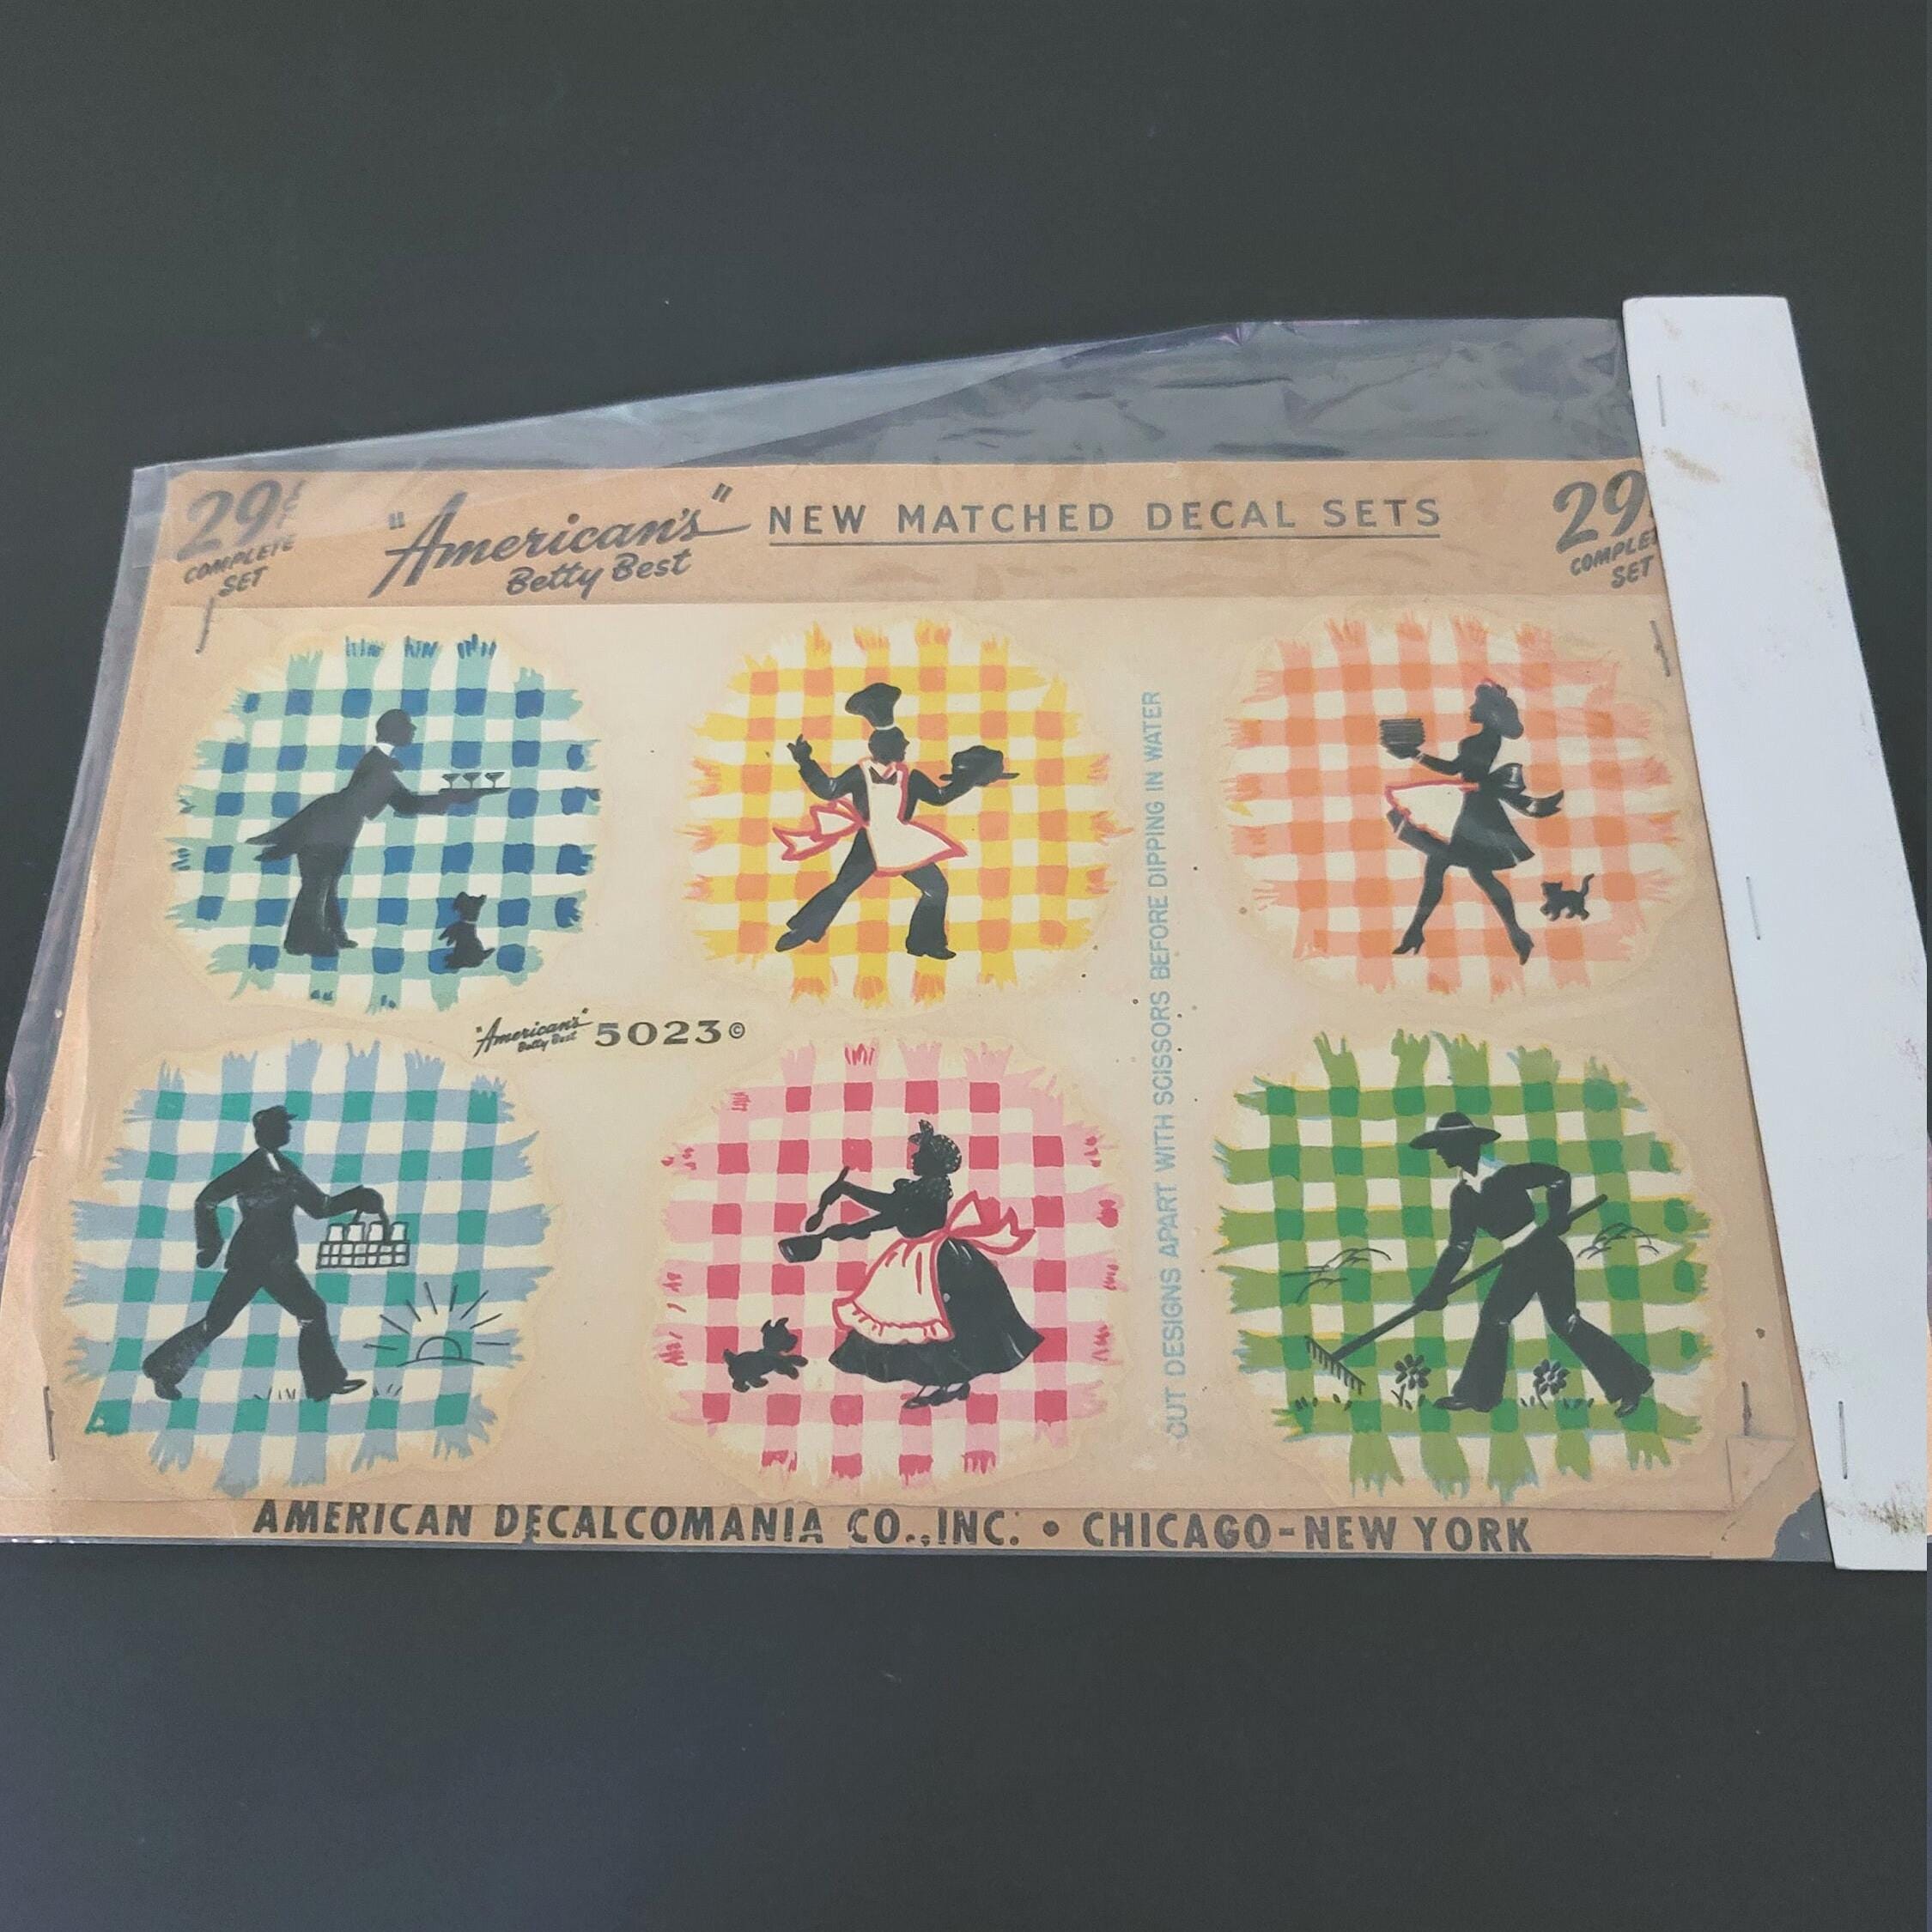 29¢
COMPLETE
SET
"American's"
Betty Best
NEW MATCHED DECAL SETS
29
COMPLE
SET
CUT DESIGNS APART WITH SCISSORS BEFORE DIPPING IN WATER
"American's"
Betty Best
5023©
AMERICAN DECALCOMANIA CO., INC. • CHICAGO-NEW YORK